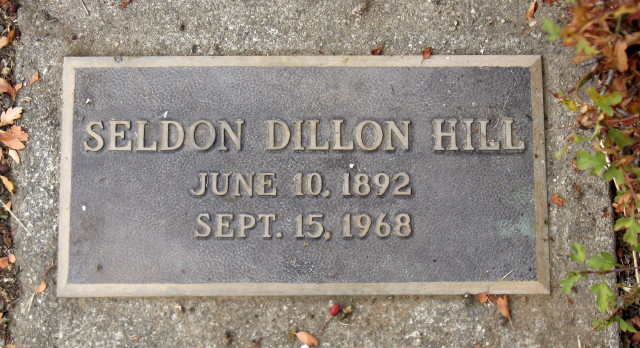 SELDON DILLON HILL
JUNE 10, 1892
SEPT. 15, 1968